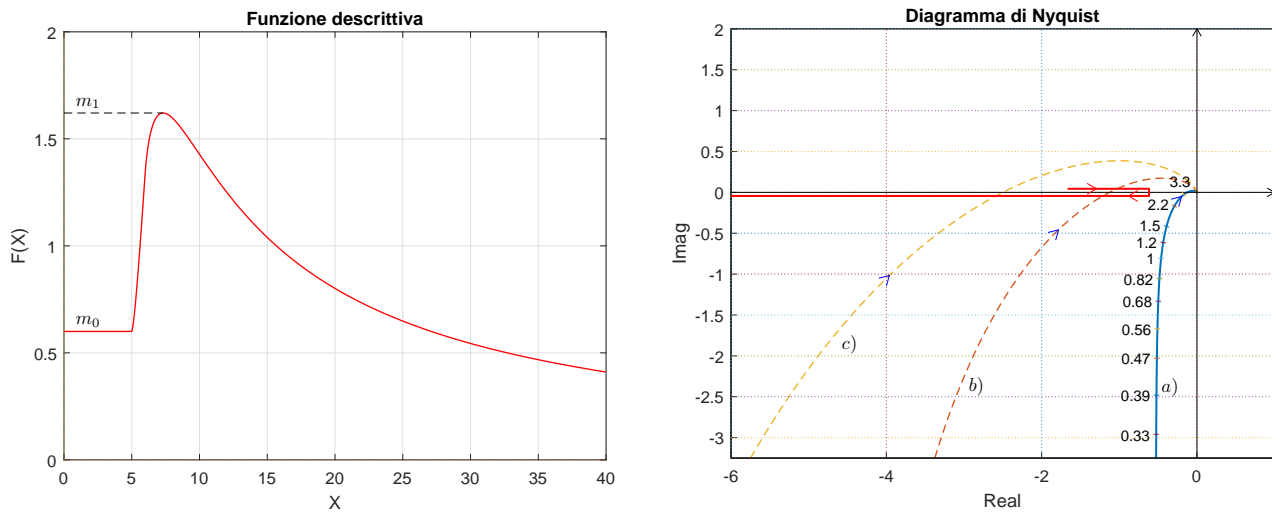 Funzione descrittiva
2
1.5
1
0.5
0
m1
m0
F(X)
0 5 10 15 20 25 30 35 40
X
Diagramma di Nyquist
2
1.5
1
0.5
0
-0.5
-1
-1.5
-2
-2.5
-3
3.3
2.2
1.5
1.2
1
0.82
0.68
0.56
0.47
0.39
0.33
c)
b)
a)
Imag
-6 -4 -2 0
Real